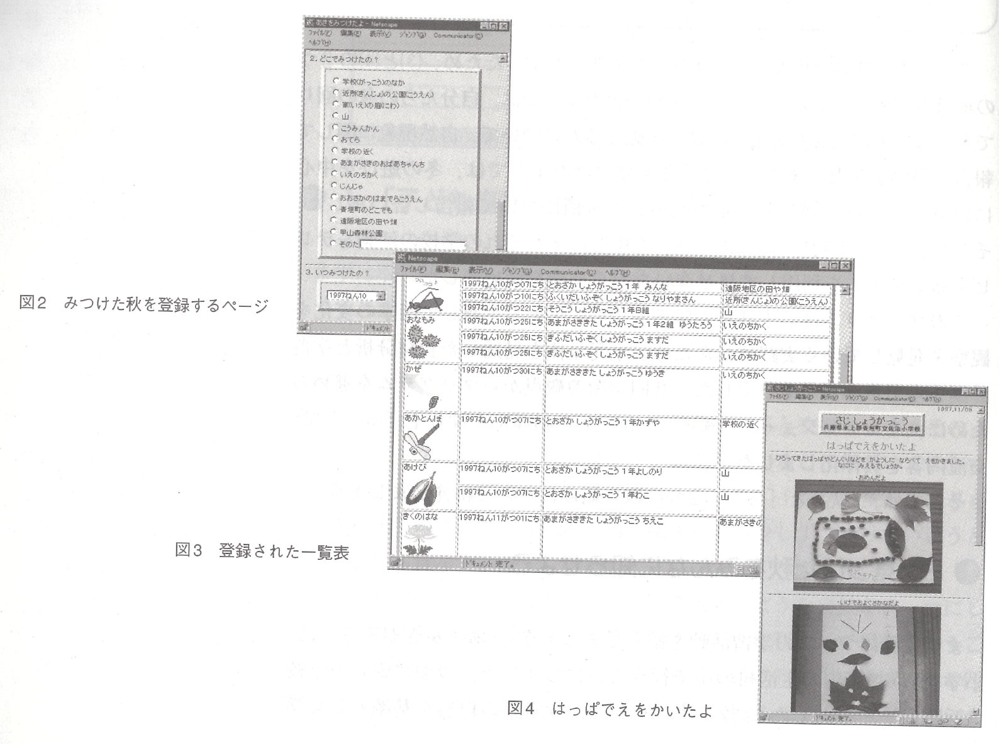 あきをみつけたよ - Netscape
ファイル(F) 編集(E) 表示(V) ジャンプ(G) Communicator(C)
ヘルプ(H)
2. どこでみつけたの？
学校(がっこう)のなか
近所(きんじょ)の公園(こうえん)
家(いえ)の庭(にわ)
山
こうみんかん
おてら
学校の近く
あまがさきのおばあちゃんち
いえのちかく
じんじゃ
おおさかのはまでらこうえん
青垣町のどこでも
遠阪地区の田や畑
甲山森林公園
そのた
3. いつみつけたの？
1997ねん10
図2　みつけた秋を登録するページ
Netscape
ファイル(F) 編集(E) 表示(V) ジャンプ(G) Communicator(C) ヘルプ(H)
1997ねん10がつ07にち とおざか しょうがっこう 1年 みんな 遠阪地区の田や畑
1997ねん10がつ10にち ふくいだいふぞく しょうがっこう なりやまさん 近所(きんじょ)の公園(こうえん)
1997ねん10がつ22にち そうこう しょうがっこう 1年B組 山
おなもみ 1997ねん10がつ25にち あまがさききた しょうがっこう 1年2組 ゆうたろう いえのちかく
1997ねん10がつ25にち ぎふだいふぞく しょうがっこう ますだ いえのちかく
1997ねん10がつ25にち ぎふだいふぞく しょうがっこう ますだ いえのちかく
かぜ 1997ねん10がつ30にち あまがさききた しょうがっこう ゆうき いえのちかく
あかとんぼ 1997ねん10がつ07にち とおざか しょうがっこう 1年かずや 学校の近く
あけび 1997ねん10がつ07にち とおざか しょうがっこう 1年よしのり 山
1997ねん10がつ07にち とおざか しょうがっこう 1年わこ 山
きくのはな 1997ねん11がつ01にち あまがさききた しょうがっこう ちえこ あまがさきの
ドキュメント 完了。
図3　登録された一覧表
さじ しょうがっこう - Netscape
ファイル(F) 編集(E) 表示(V) ジャンプ(G) Communicator(C) ヘルプ(H)
さじ しょうがっこう
兵庫県氷上郡青垣町立佐治小学校
はっぱでえをかいたよ
ひろってきたはっぱやどんぐりなどを がようしに ならべて えをかきました。
なにに みえるでしょうか。
・おめんだよ
・いけでおよぐさかなだよ
ドキュメント 完了。
図4　はっぱでえをかいたよ